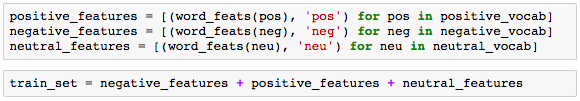 positive_features = [(word_feats(pos), 'pos') for pos in positive_vocab]
negative_features = [(word_feats(neg), 'neg') for neg in negative_vocab]
neutral_features = [(word_feats(neu), 'neu') for neu in neutral_vocab]
train_set = negative_features + positive_features + neutral_features